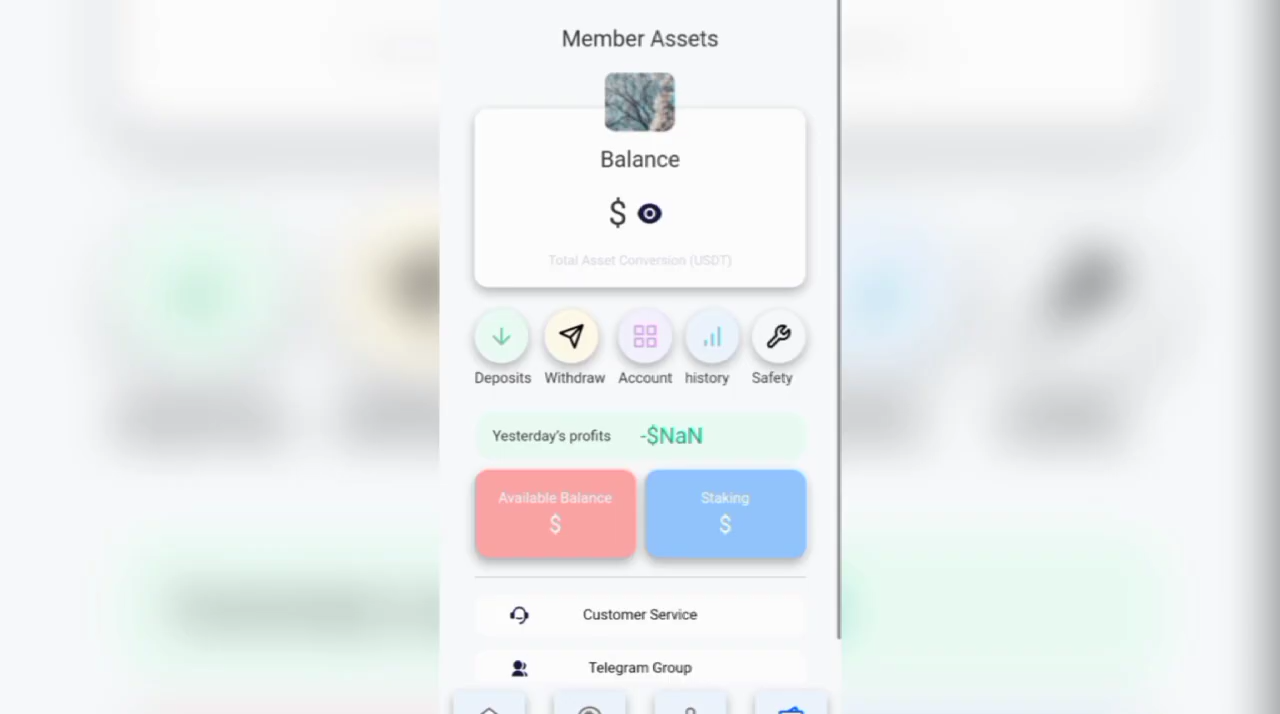 Member Assets
Balance
$
Total Asset Conversion (USDT)
Deposits Withdraw Account history Safety
Yesterday's profits -$NaN
Available Balance Staking
$ $
Customer Service
Telegram Group